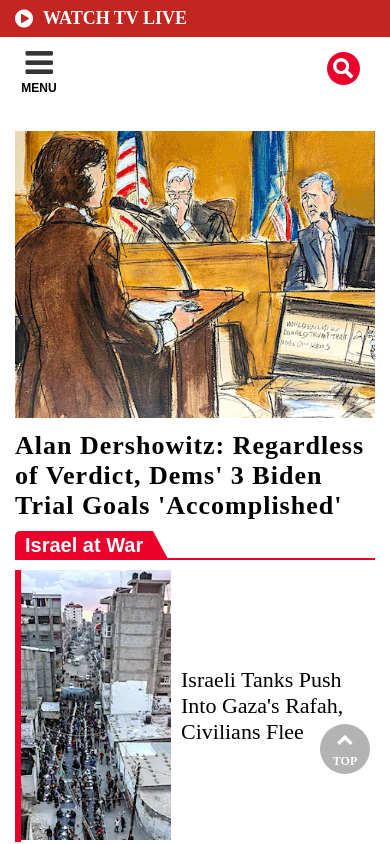 WATCH TV LIVE
MENU
Alan Dershowitz: Regardless
of Verdict, Dems' 3 Biden
Trial Goals 'Accomplished'
Israel at War
Israeli Tanks Push
Into Gaza's Rafah,
Civilians Flee
TOP